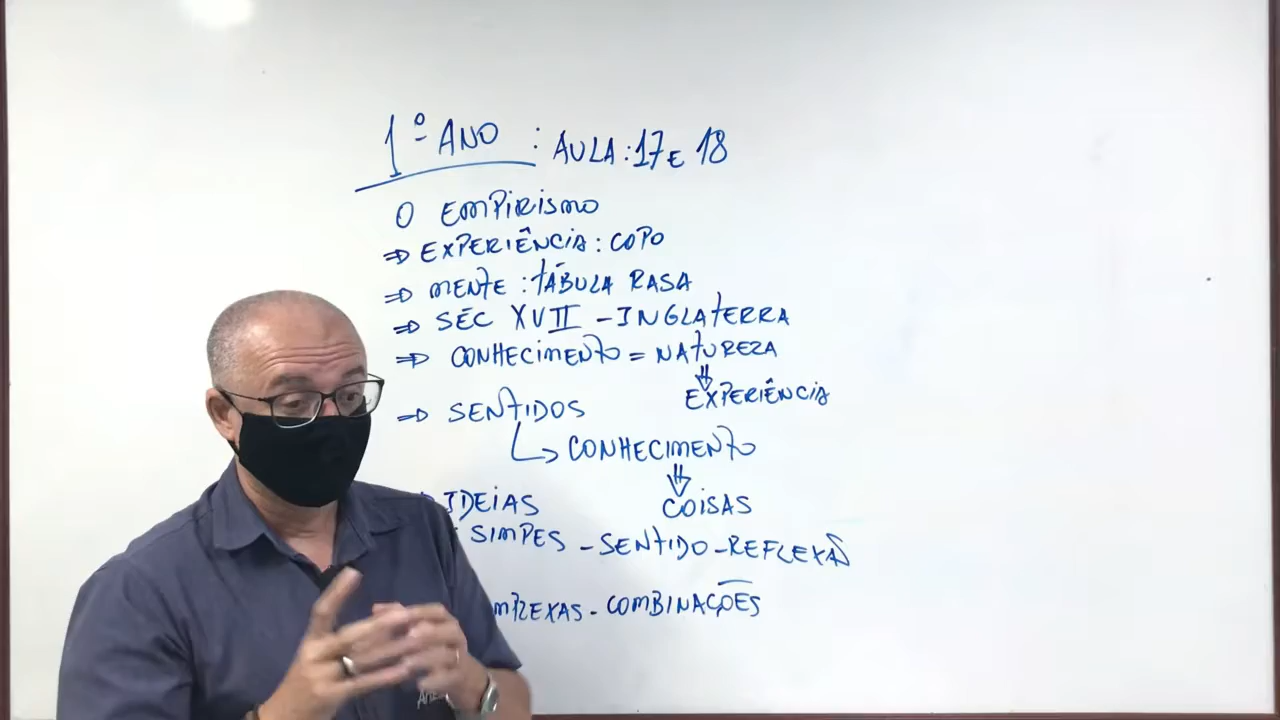 1º ANO : AULA : 17 E 18
O EMPIRISMO
⇒ EXPERIÊNCIA : COPO
⇒ MENTE : TÁBULA RASA
⇒ SÉC XVII - INGLATERRA
⇒ CONHECIMENTO = NATUREZA
⇓
EXPERIÊNCIA
⇒ SENTIDOS
↳ CONHECIMENTO
⇓
COISAS
IDEIAS
SIMPES - SENTIDO - REFLEXÃ
MPLEXAS - COMBINAÇÕES